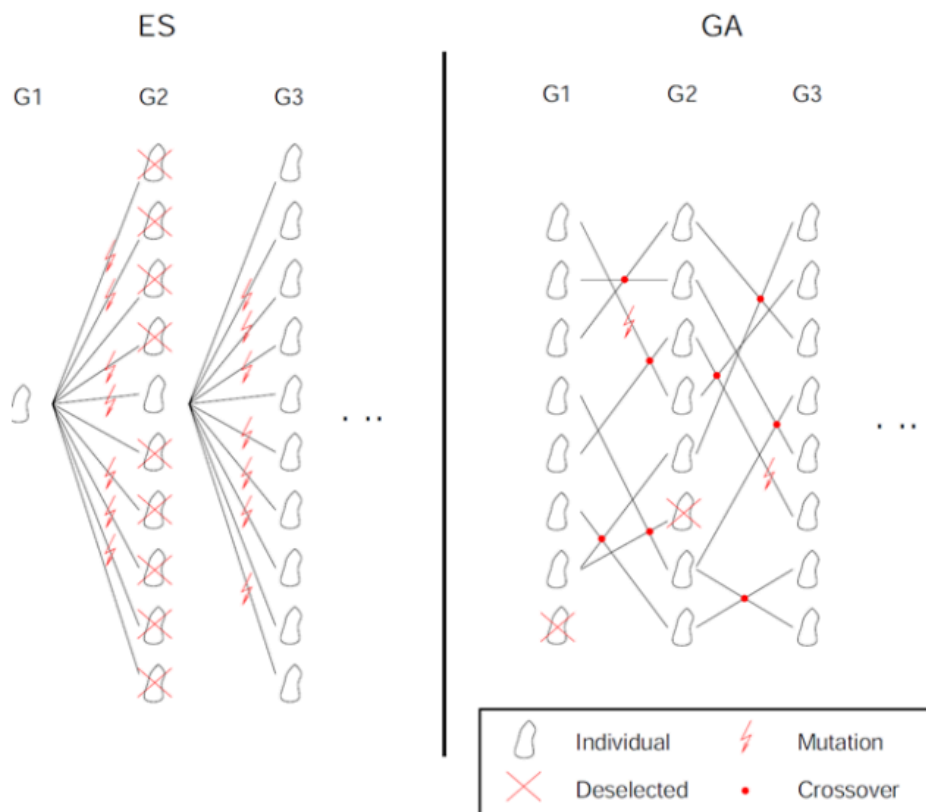 ES
GA
G1 G2 G3
G1 G2 G3
. ..
. ..
Individual
Mutation
Deselected
Crossover